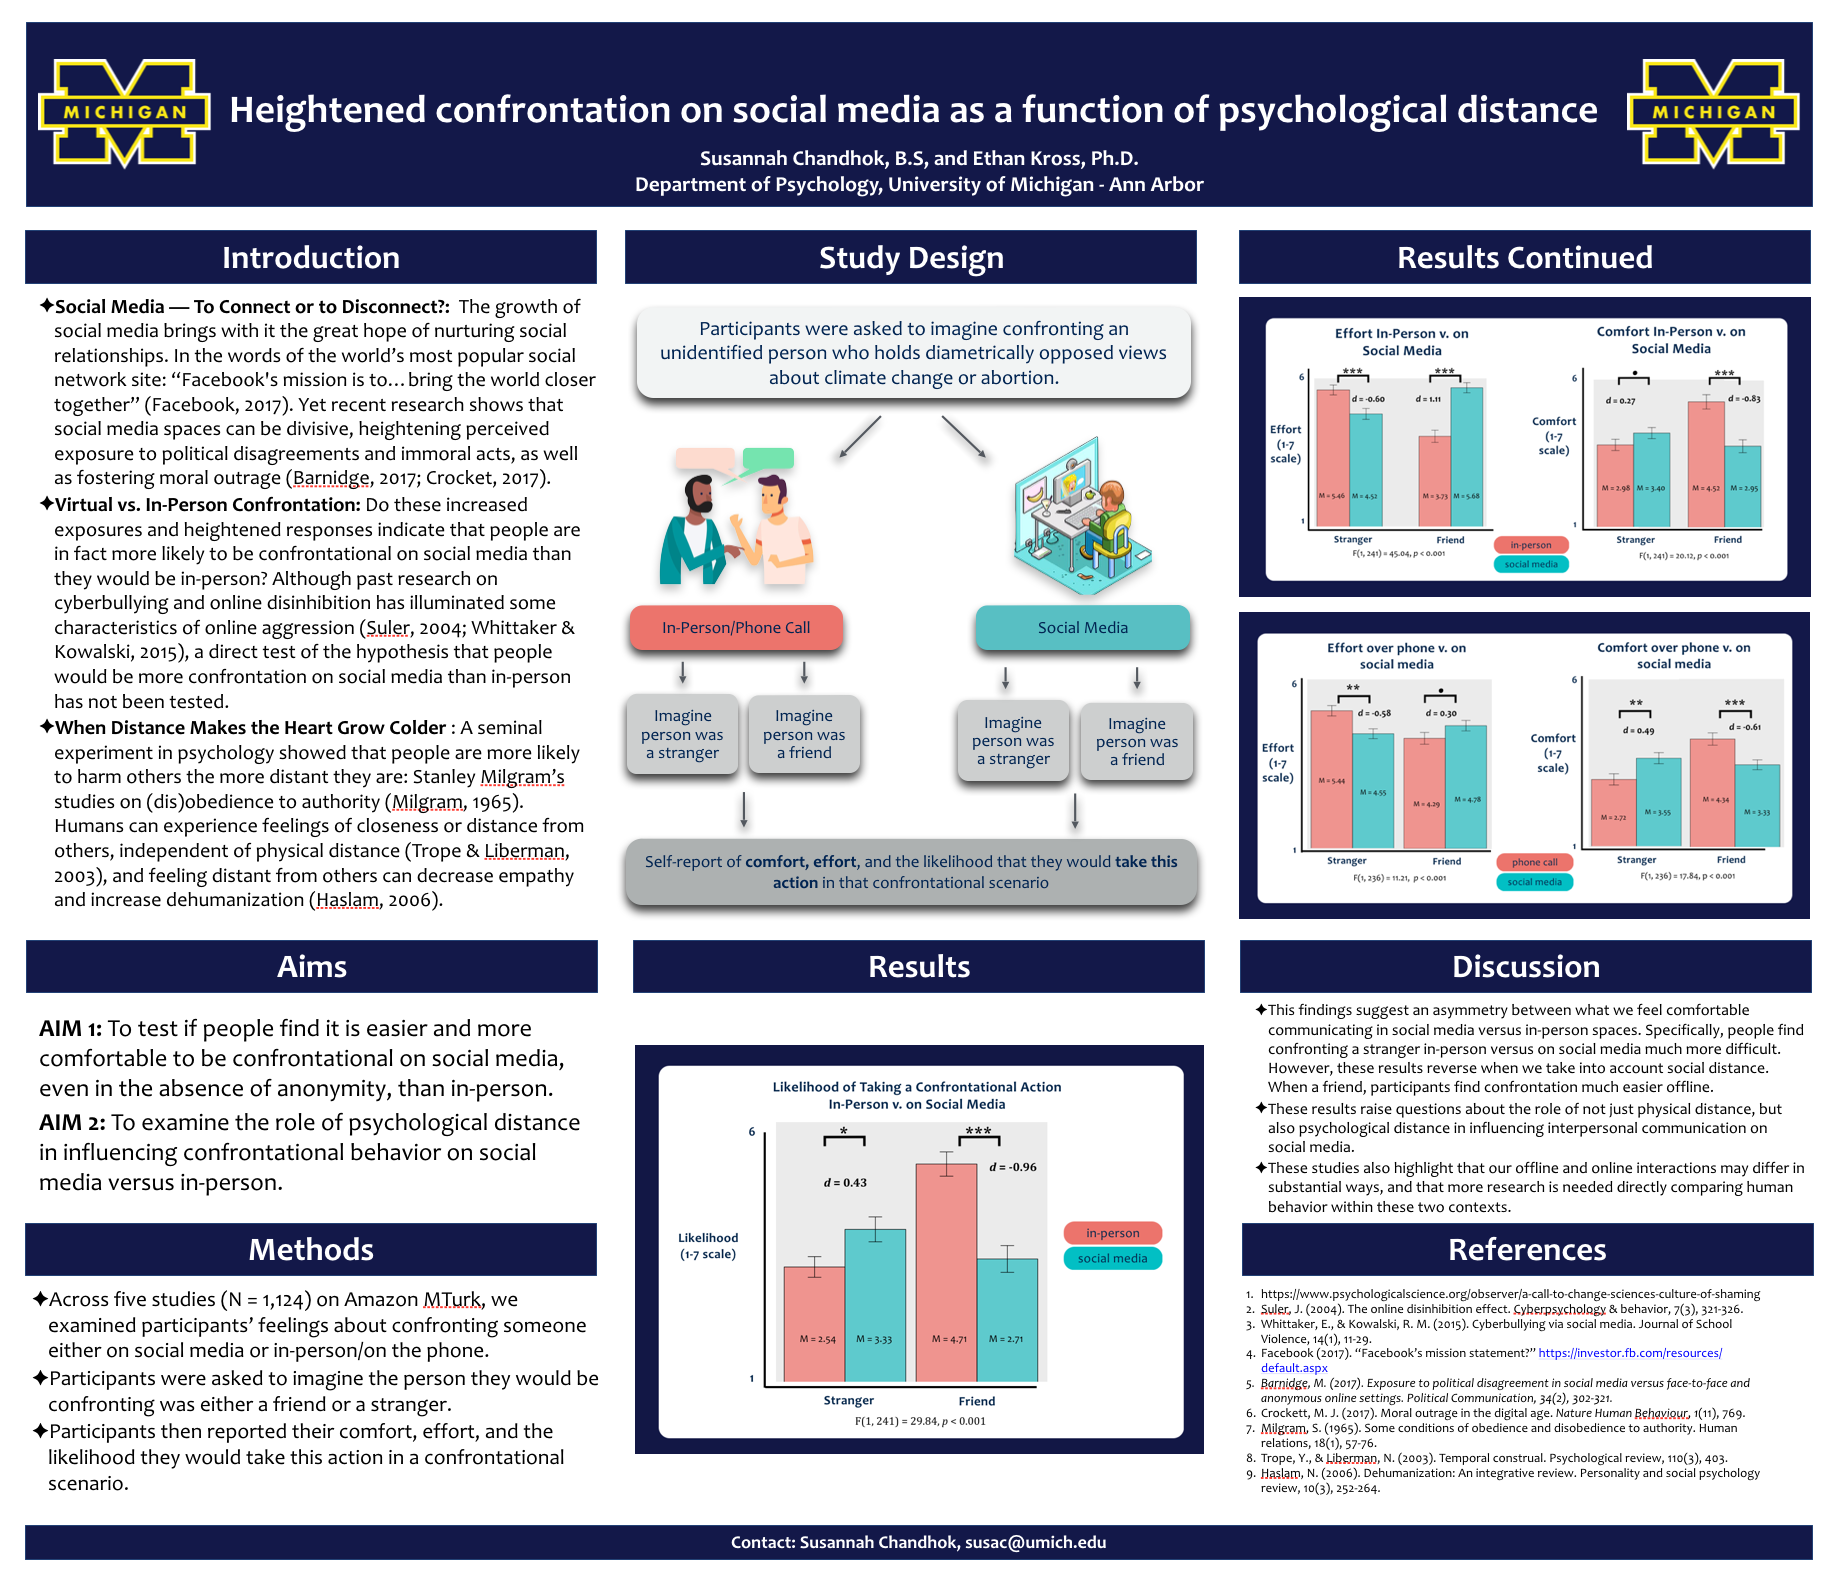 MICHIGAN
MICHIGAN
Heightened confrontation on social media as a function of psychological distance
Susannah Chandhok, B.S, and Ethan Kross, Ph.D.
Department of Psychology, University of Michigan - Ann Arbor
Introduction
✦Social Media — To Connect or to Disconnect?: The growth of
social media brings with it the great hope of nurturing social
relationships. In the words of the world's most popular social
network site: "Facebook's mission is to…bring the world closer
together" (Facebook, 2017). Yet recent research shows that
social media spaces can be divisive, heightening perceived
exposure to political disagreements and immoral acts, as well
as fostering moral outrage (Barnidge, 2017; Crocket, 2017).
✦Virtual vs. In-Person Confrontation: Do these increased
exposures and heightened responses indicate that people are
in fact more likely to be confrontational on social media than
they would be in-person? Although past research on
cyberbullying and online disinhibition has illuminated some
characteristics of online aggression (Suler, 2004; Whittaker &
Kowalski, 2015), a direct test of the hypothesis that people
would be more confrontation on social media than in-person
has not been tested.
✦When Distance Makes the Heart Grow Colder : A seminal
experiment in psychology showed that people are more likely
to harm others the more distant they are: Stanley Milgram's
studies on (dis)obedience to authority (Milgram, 1965).
Humans can experience feelings of closeness or distance from
others, independent of physical distance (Trope & Liberman,
2003), and feeling distant from others can decrease empathy
and increase dehumanization (Haslam, 2006).
Aims
AIM 1: To test if people find it is easier and more
comfortable to be confrontational on social media,
even in the absence of anonymity, than in-person.
AIM 2: To examine the role of psychological distance
in influencing confrontational behavior on social
media versus in-person.
Methods
✦Across five studies (N = 1,124) on Amazon MTurk, we
examined participants' feelings about confronting someone
either on social media or in-person/on the phone.
✦Participants were asked to imagine the person they would be
confronting was either a friend or a stranger.
✦Participants then reported their comfort, effort, and the
likelihood they would take this action in a confrontational
scenario.
Study Design
Participants were asked to imagine confronting an
unidentified person who holds diametrically opposed views
about climate change or abortion.
In-Person/Phone Call
Social Media
Imagine
person was
a stranger
Imagine
person was
a friend
Imagine
person was
a stranger
Imagine
person was
a friend
Self-report of comfort, effort, and the likelihood that they would take this
action in that confrontational scenario
Results
Likelihood of Taking a Confrontational Action
In-Person v. on Social Media
6
*
***
d = 0.43
d = -0.96
Likelihood
(1-7 scale)
in-person
social media
M = 2.54
M = 3.33
M = 4.71
M = 2.71
1
Stranger
Friend
F(1, 241) = 29.84, p < 0.001
Results Continued
Effort In-Person v. on
Social Media
6
***
***
d = -0.60
d = 1.11
Effort
(1-7
scale)
M = 5.46
M = 4.52
M = 3.73
M = 5.68
1
Stranger
Friend
F(1, 241) = 45.04, p < 0.001
in-person
social media
Comfort In-Person v. on
Social Media
6
•
***
d = 0.27
d = -0.83
Comfort
(1-7
scale)
M = 2.98
M = 3.40
M = 4.52
M = 2.95
1
Stranger
Friend
F(1, 241) = 20.12, p < 0.001
Effort over phone v. on
social media
6
**
•
d = -0.58
d = 0.30
Effort
(1-7
scale)
M = 5.44
M = 4.55
M = 4.29
M = 4.78
1
Stranger
Friend
F(1, 236) = 11.21, p < 0.001
phone call
social media
Comfort over phone v. on
social media
6
**
***
d = 0.49
d = -0.61
Comfort
(1-7
scale)
M = 2.72
M = 3.55
M = 4.34
M = 3.33
1
Stranger
Friend
F(1, 236) = 17.84, p < 0.001
Discussion
✦This findings suggest an asymmetry between what we feel comfortable
communicating in social media versus in-person spaces. Specifically, people find
confronting a stranger in-person versus on social media much more difficult.
However, these results reverse when we take into account social distance.
When a friend, participants find confrontation much easier offline.
✦These results raise questions about the role of not just physical distance, but
also psychological distance in influencing interpersonal communication on
social media.
✦These studies also highlight that our offline and online interactions may differ in
substantial ways, and that more research is needed directly comparing human
behavior within these two contexts.
References
1. https://www.psychologicalscience.org/observer/a-call-to-change-sciences-culture-of-shaming
2. Suler, J. (2004). The online disinhibition effect. Cyberpsychology & behavior, 7(3), 321-326.
3. Whittaker, E., & Kowalski, R. M. (2015). Cyberbullying via social media. Journal of School
Violence, 14(1), 11-29.
4. Facebook (2017). "Facebook's mission statement?" https://investor.fb.com/resources/
default.aspx
5. Barnidge, M. (2017). Exposure to political disagreement in social media versus face-to-face and
anonymous online settings. Political Communication, 34(2), 302-321.
6. Crockett, M. J. (2017). Moral outrage in the digital age. Nature Human Behaviour, 1(11), 769.
7. Milgram, S. (1965). Some conditions of obedience and disobedience to authority. Human
relations, 18(1), 57-76.
8. Trope, Y., & Liberman, N. (2003). Temporal construal. Psychological review, 110(3), 403.
9. Haslam, N. (2006). Dehumanization: An integrative review. Personality and social psychology
review, 10(3), 252-264.
Contact: Susannah Chandhok, susac@umich.edu